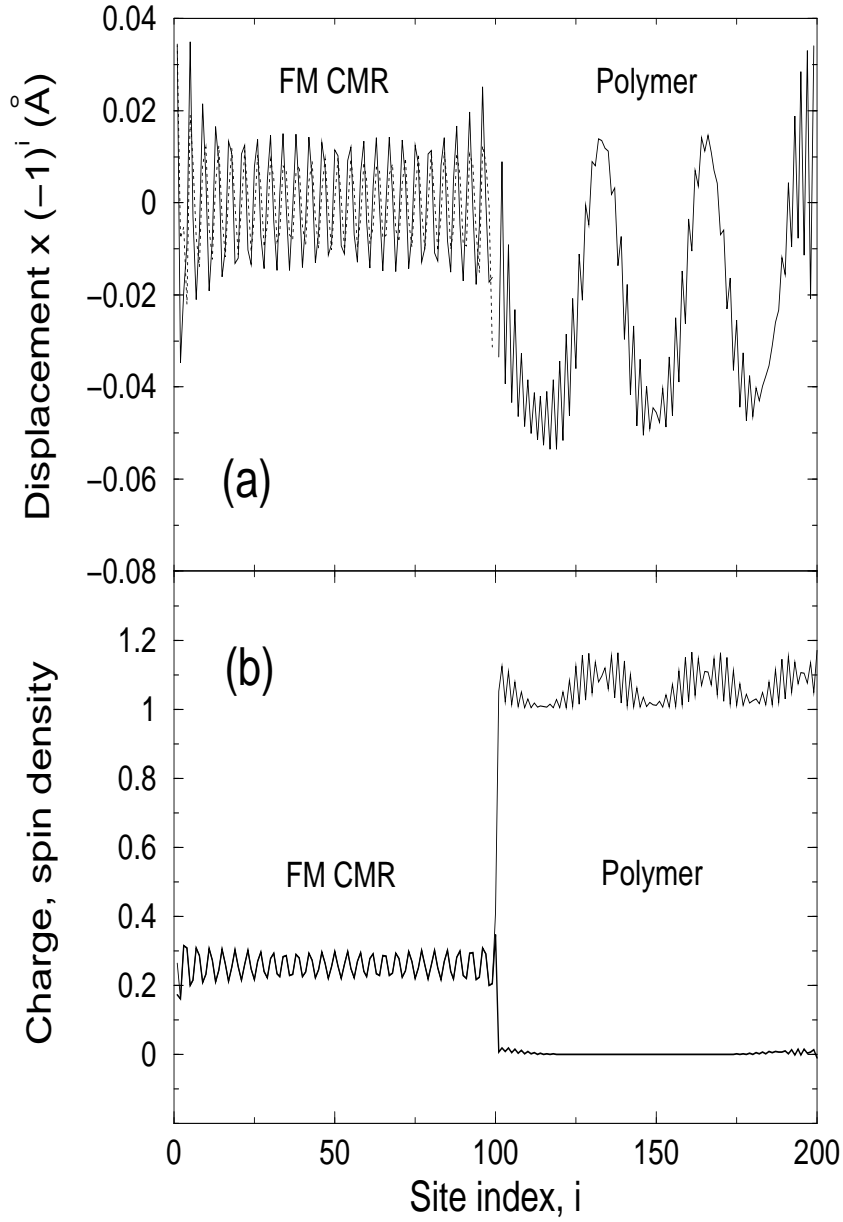 0.04
0.02
0
−0.02
−0.04
−0.06
−0.08
Displacement x (−1)^i (Å)
FM CMR
Polymer
(a)
1.2
1
0.8
0.6
0.4
0.2
0
Charge, spin density
(b)
FM CMR
Polymer
0 50 100 150 200
Site index, i